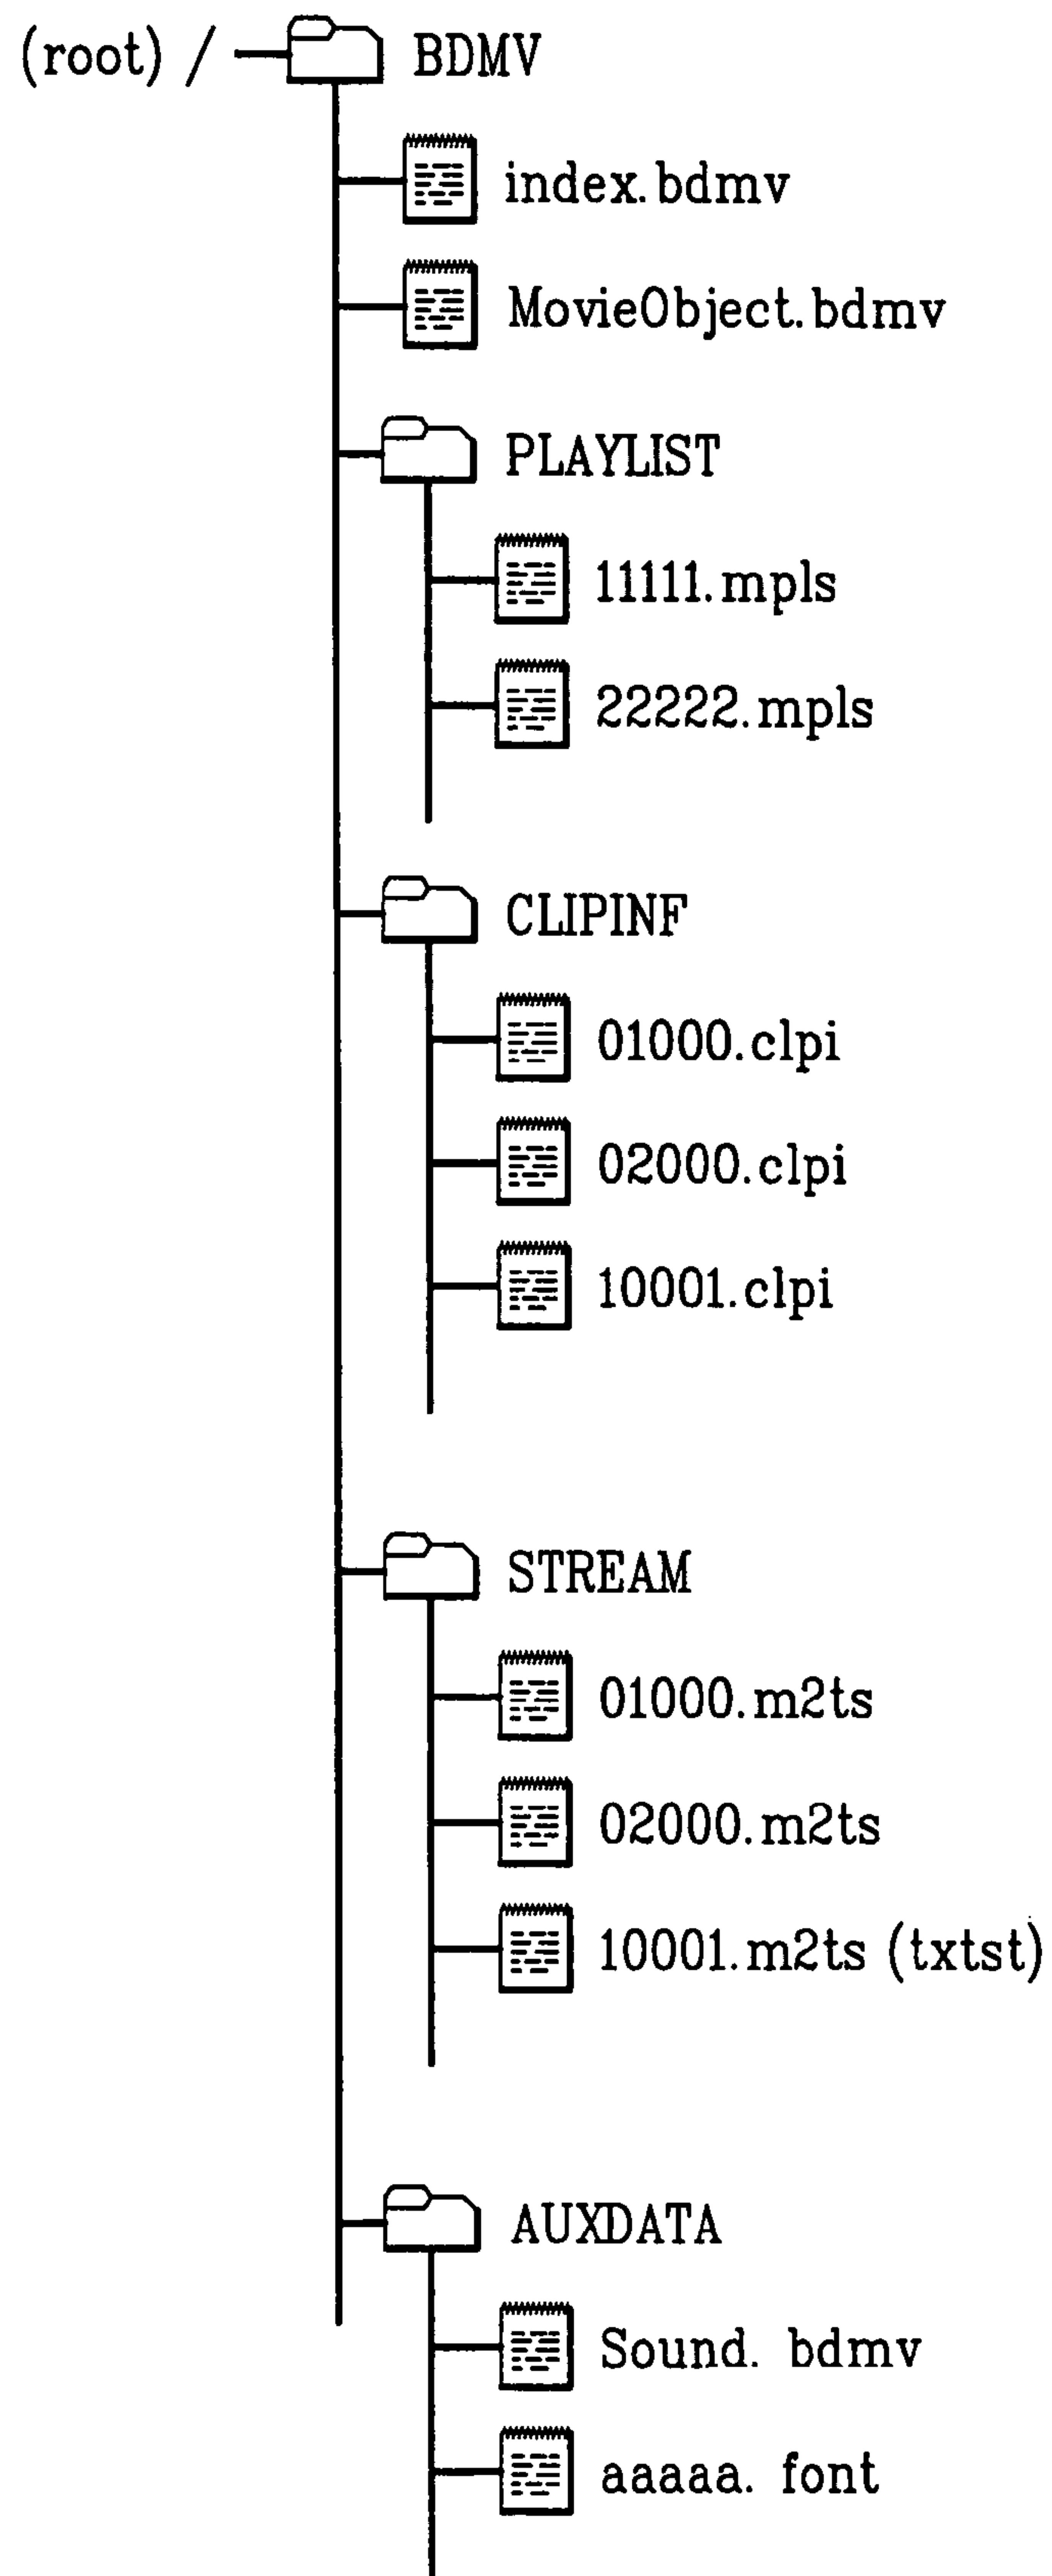 (root) / BDMV
index.bdmv
MovieObject.bdmv
PLAYLIST
11111.mpls
22222.mpls
CLIPINF
01000.clpi
02000.clpi
10001.clpi
STREAM
01000.m2ts
02000.m2ts
10001.m2ts (txtst)
AUXDATA
Sound. bdmv
aaaaa. font